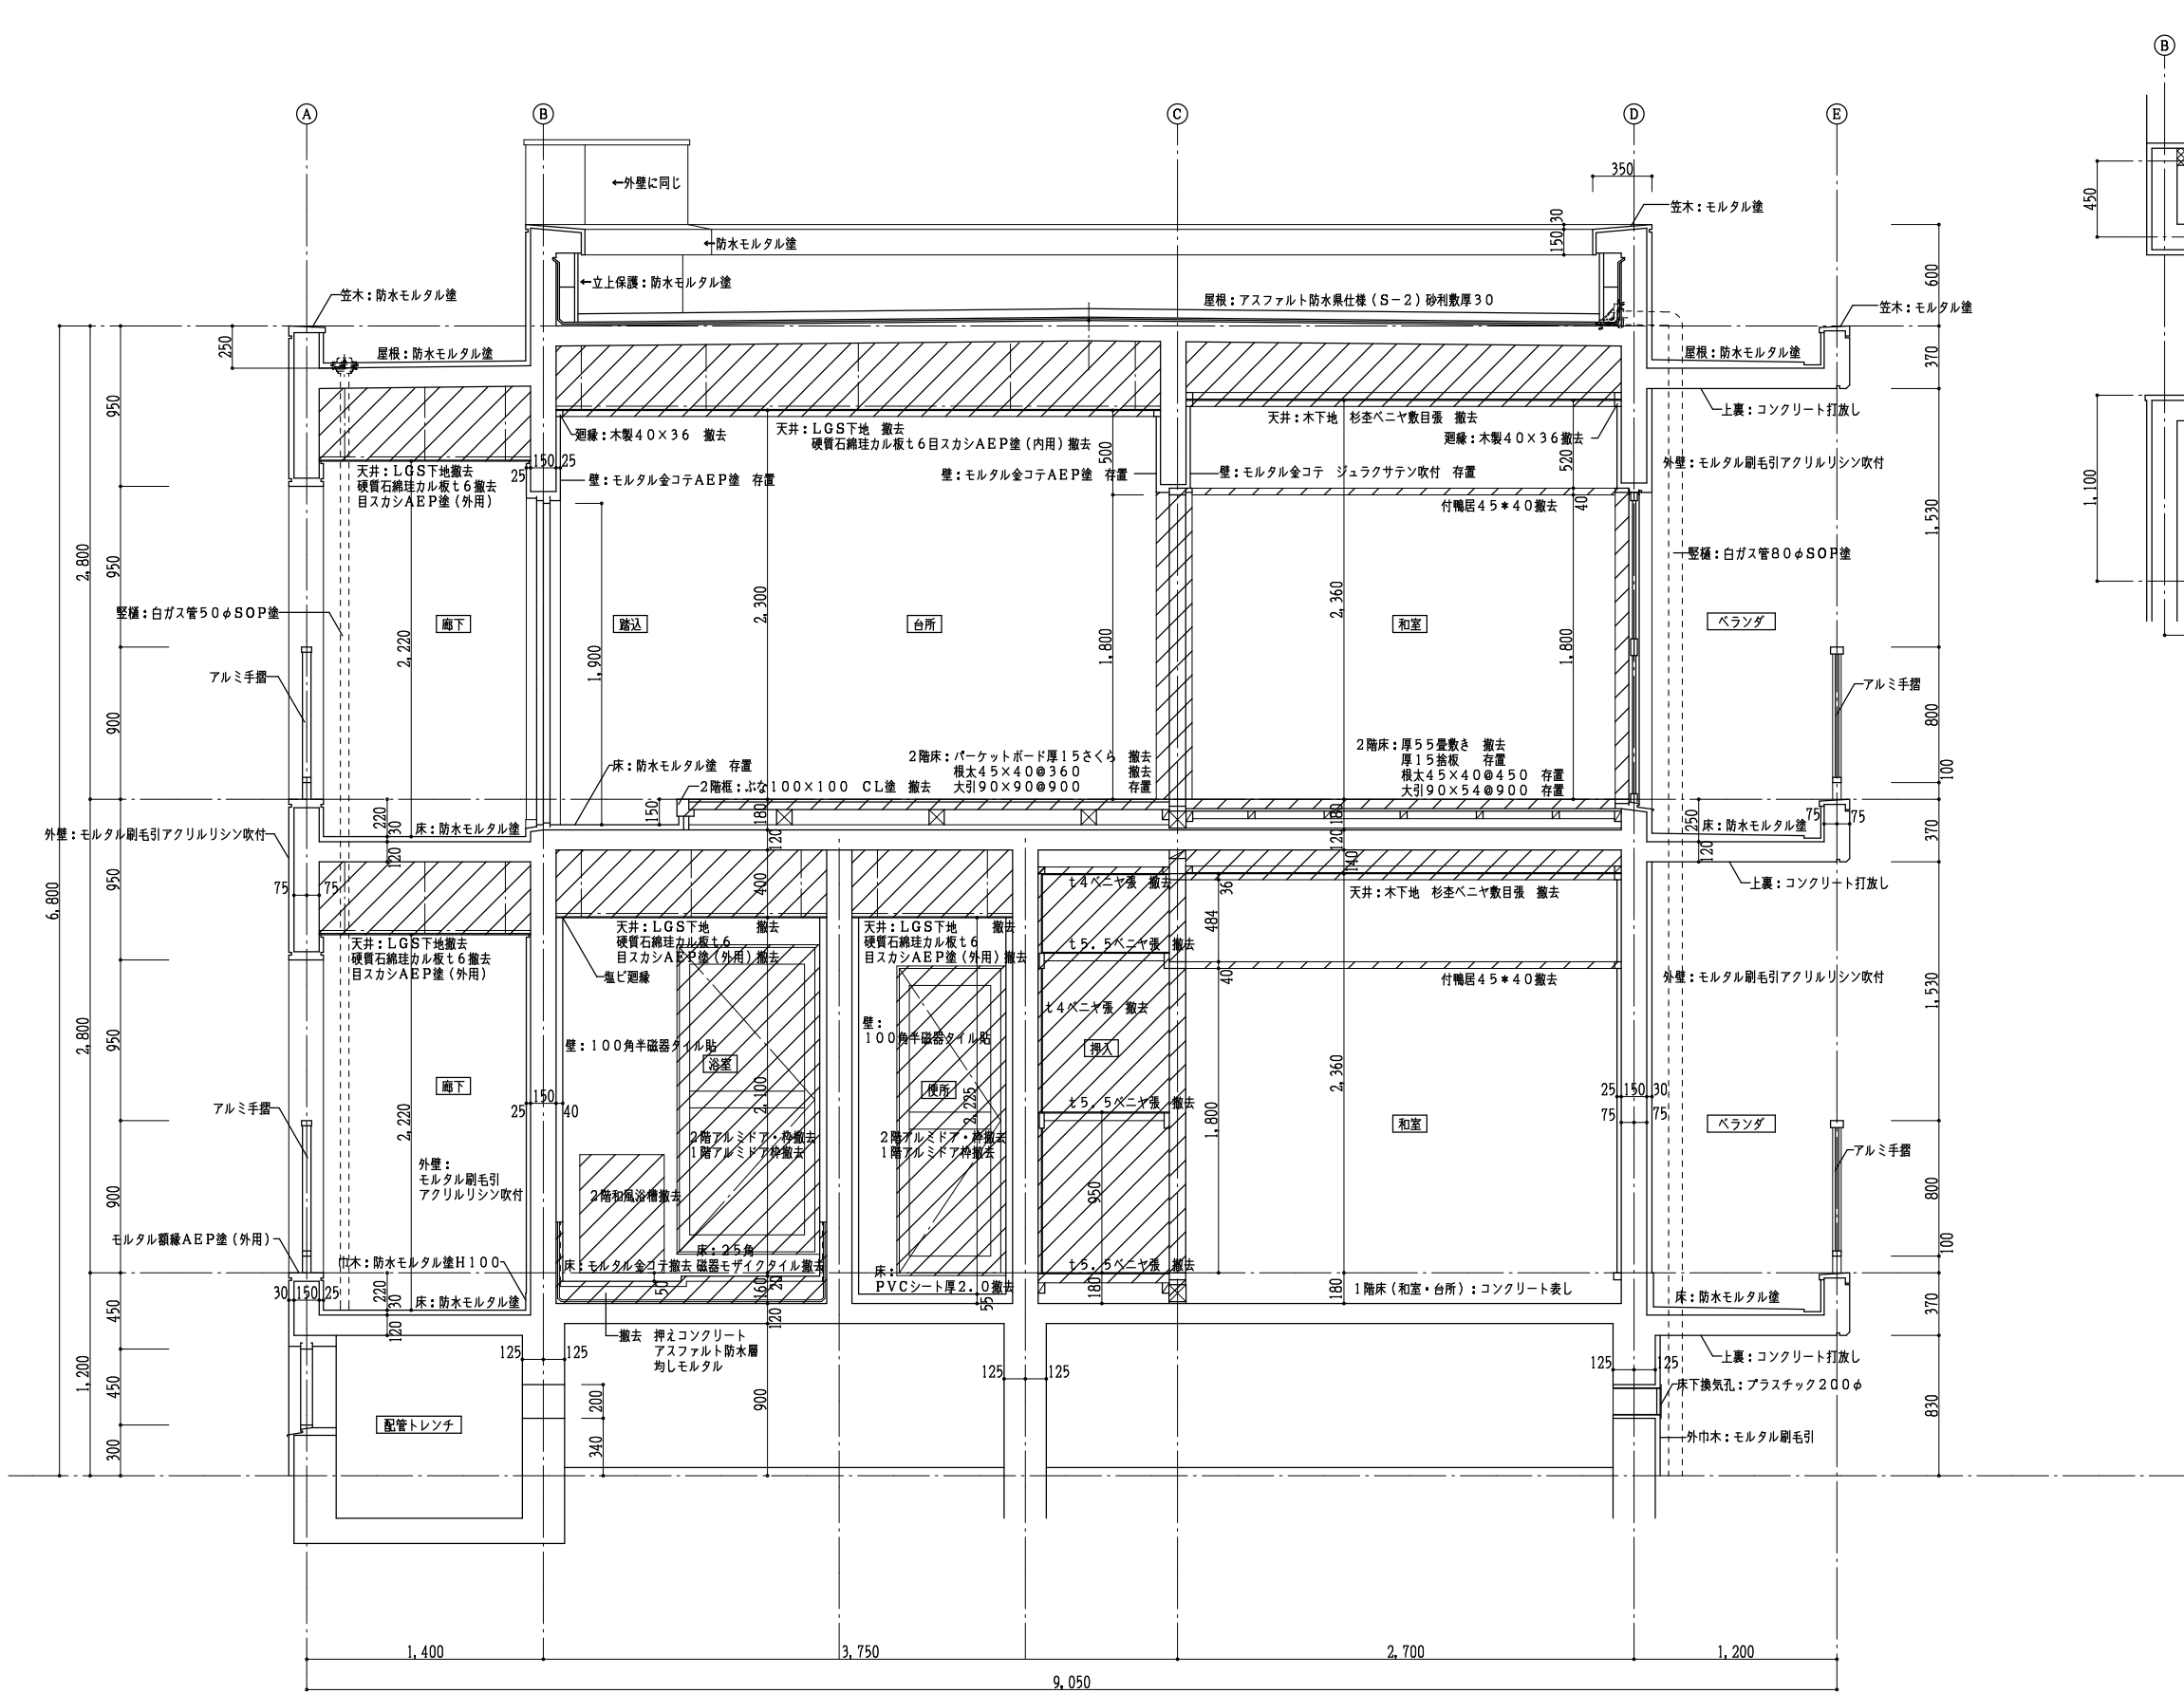 Ⓐ
Ⓑ
Ⓒ
Ⓓ
Ⓔ
Ⓑ
←外壁に同じ
350
笠木：モルタル塗
150
30
←防水モルタル塗
←立上保護：防水モルタル塗
屋根：アスファルト防水県仕様（Ｓ－２）砂利敷厚３０
笠木：防水モルタル塗
笠木：モルタル塗
450
1,100
600
370
1,530
800
100
370
1,530
800
100
370
830
250
屋根：防水モルタル塗
屋根：防水モルタル塗
上裏：コンクリート打放し
天井：ＬＧＳ下地撤去
硬質石綿珪カル板ｔ６撤去
目スカシＡＥＰ塗（外用）
25
150
25
廻縁：木製４０×３６　撤去
天井：ＬＧＳ下地　撤去
硬質石綿珪カル板ｔ６目スカシＡＥＰ塗（内用）撤去
壁：モルタル金コテＡＥＰ塗　存置
壁：モルタル金コテＡＥＰ塗　存置
500
天井：木下地　杉柾ベニヤ敷目張　撤去
廻縁：木製４０×３６撤去
壁：モルタル金コテ　ジュラクサテン吹付　存置
520
40
付鴨居４５＊４０撤去
外壁：モルタル刷毛引アクリルリシン吹付
竪樋：白ガス管８０φＳＯＰ塗
竪樋：白ガス管５０φＳＯＰ塗
廊下
踏込
台所
和室
ベランダ
2,220
1,900
2,300
1,800
2,360
1,800
アルミ手摺
アルミ手摺
床：防水モルタル塗　存置
２階框：ぶな１００×１００　ＣＬ塗　撤去
２階床：パーケットボード厚１５さくら　撤去
根太４５×４０＠３６０　撤去
大引９０×９０＠９００　存置
２階床：厚５５畳敷き　撤去
厚１５捨板　存置
根太４５×４０＠４５０　存置
大引９０×５４＠９００　存置
950
950
900
950
950
900
450
450
300
2,800
2,800
1,200
6,800
外壁：モルタル刷毛引アクリルリシン吹付
220
30
120
床：防水モルタル塗
150
180
120
180
120
140
250
120
75
75
床：防水モルタル塗
上裏：コンクリート打放し
75
75
天井：ＬＧＳ下地撤去
硬質石綿珪カル板ｔ６撤去
目スカシＡＥＰ塗（外用）
400
天井：ＬＧＳ下地　撤去
硬質石綿珪カル板ｔ６
目スカシＡＥＰ塗（外用）撤去
塩ビ廻縁
天井：ＬＧＳ下地　撤去
硬質石綿珪カル板ｔ６
目スカシＡＥＰ塗（外用）撤去
ｔ４ベニヤ張　撤去
ｔ５．５ベニヤ張　撤去
ｔ４ベニヤ張　撤去
ｔ５．５ベニヤ張　撤去
ｔ５．５ベニヤ張　撤去
36
484
40
天井：木下地　杉柾ベニヤ敷目張　撤去
付鴨居４５＊４０撤去
外壁：モルタル刷毛引アクリルリシン吹付
壁：１００角半磁器タイル貼
壁：
１００角半磁器タイル貼
廊下
浴室
便所
押入
和室
ベランダ
2,220
2,100
2,225
1,800
2,360
950
25
150
40
25
150
30
75
75
アルミ手摺
アルミ手摺
外壁：
モルタル刷毛引
アクリルリシン吹付
２階アルミドア・枠撤去
１階アルミドア枠撤去
２階アルミドア・枠撤去
１階アルミドア枠撤去
２階和風浴槽撤去
モルタル額縁ＡＥＰ塗（外用）
巾木：防水モルタル塗Ｈ１００
床：モルタル金コテ撤去
床：２５角
磁器モザイクタイル撤去
床：
ＰＶＣシート厚２．０撤去
30
150
25
220
30
120
床：防水モルタル塗
50
160
20
120
55
180
180
１階床（和室・台所）：コンクリート表し
床：防水モルタル塗
撤去　押えコンクリート
アスファルト防水層
均しモルタル
上裏：コンクリート打放し
125
125
125
125
125
125
床下換気孔：プラスチック２００φ
外巾木：モルタル刷毛引
配管トレンチ
200
340
900
1,400
3,750
2,700
1,200
9,050